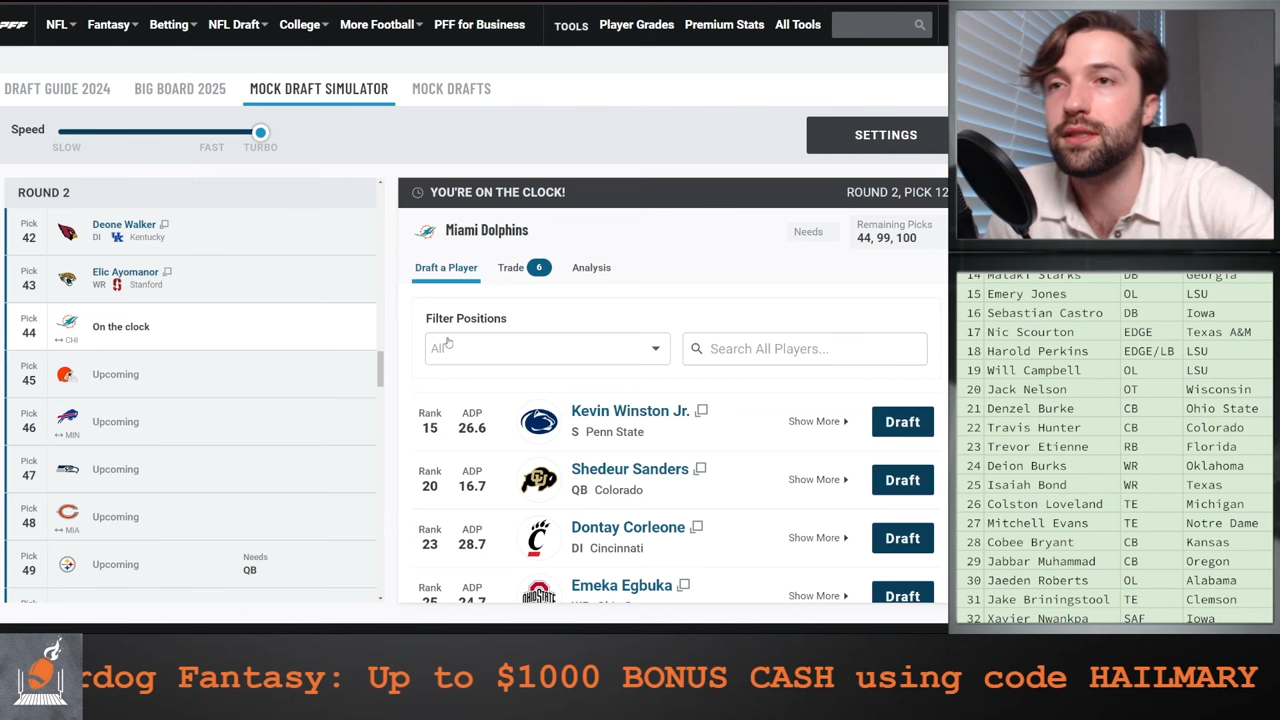 PFF
NFL
Fantasy
Betting
NFL Draft
College
More Football
PFF for Business
TOOLS
Player Grades
Premium Stats
All Tools
DRAFT GUIDE 2024
BIG BOARD 2025
MOCK DRAFT SIMULATOR
MOCK DRAFTS
Speed
SLOW
FAST
TURBO
SETTINGS
ROUND 2
Pick
42
Deone Walker
DI Kentucky
Pick
43
Elic Ayomanor
WR Stanford
Pick
44
↔ CHI
On the clock
Pick
45
Upcoming
Pick
46
↔ MIN
Upcoming
Pick
47
Upcoming
Pick
48
↔ MIA
Upcoming
Pick
49
Upcoming
Needs
QB
YOU'RE ON THE CLOCK!
ROUND 2, PICK 12
Miami Dolphins
Needs
Remaining Picks
44, 99, 100
Draft a Player
Trade 6
Analysis
Filter Positions
All
Search All Players...
Rank
15
ADP
26.6
Kevin Winston Jr.
S Penn State
Show More
Draft
Rank
20
ADP
16.7
Shedeur Sanders
QB Colorado
Show More
Draft
Rank
23
ADP
28.7
Dontay Corleone
DI Cincinnati
Show More
Draft
Rank
25
ADP
24.7
Emeka Egbuka
Show More
Draft
14 Malaki Starks DB Georgia
15 Emery Jones OL LSU
16 Sebastian Castro DB Iowa
17 Nic Scourton EDGE Texas A&M
18 Harold Perkins EDGE/LB LSU
19 Will Campbell OL LSU
20 Jack Nelson OT Wisconsin
21 Denzel Burke CB Ohio State
22 Travis Hunter CB Colorado
23 Trevor Etienne RB Florida
24 Deion Burks WR Oklahoma
25 Isaiah Bond WR Texas
26 Colston Loveland TE Michigan
27 Mitchell Evans TE Notre Dame
28 Cobee Bryant CB Kansas
29 Jabbar Muhammad CB Oregon
30 Jaeden Roberts OL Alabama
31 Jake Briningstool TE Clemson
32 Xavier Nwankpa SAF Iowa
rdog Fantasy: Up to $1000 BONUS CASH using code HAILMARY